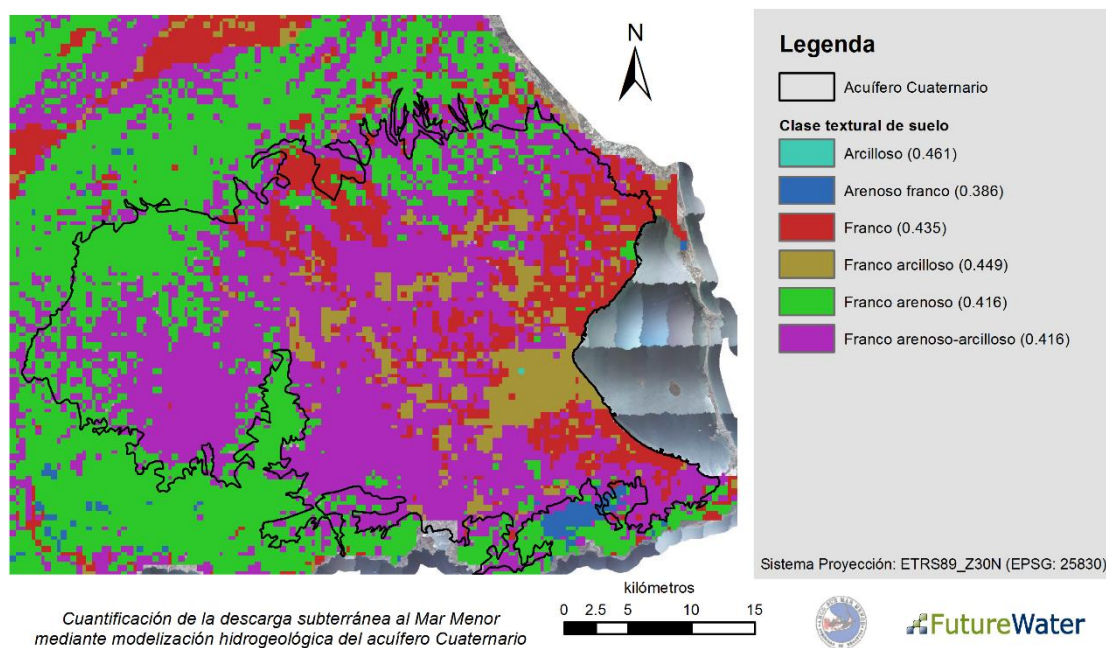 N
Legenda
Acuífero Cuaternario
Clase textural de suelo
Arcilloso (0.461)
Arenoso franco (0.386)
Franco (0.435)
Franco arcilloso (0.449)
Franco arenoso (0.416)
Franco arenoso-arcilloso (0.416)
Sistema Proyección: ETRS89_Z30N (EPSG: 25830)
Cuantificación de la descarga subterránea al Mar Menor
mediante modelización hidrogeológica del acuífero Cuaternario
kilómetros
0 2.5 5 10 15
FutureWater